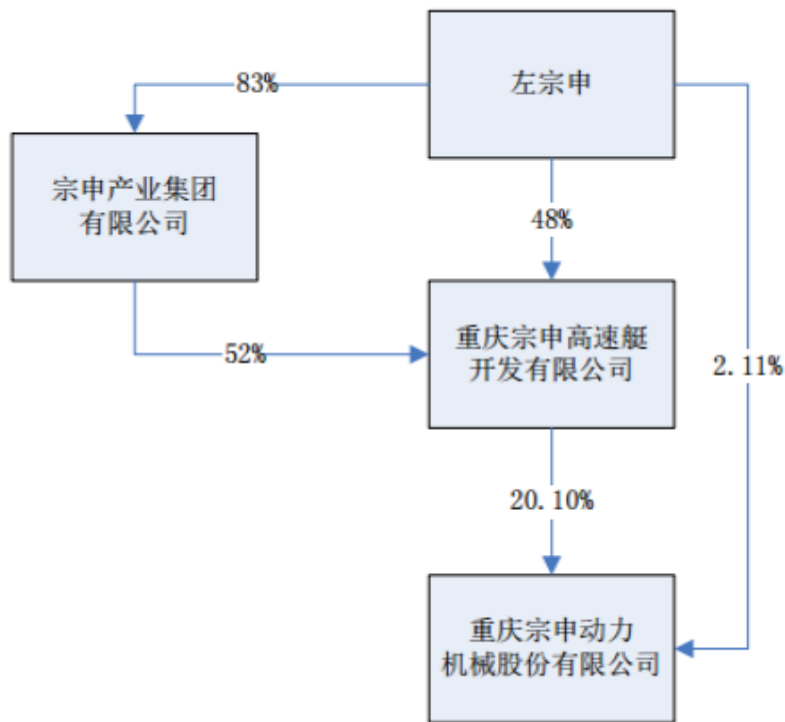 左宗申
83%
宗申产业集团
有限公司
48%
重庆宗申高速艇
开发有限公司
52%
2.11%
20.10%
重庆宗申动力
机械股份有限公司